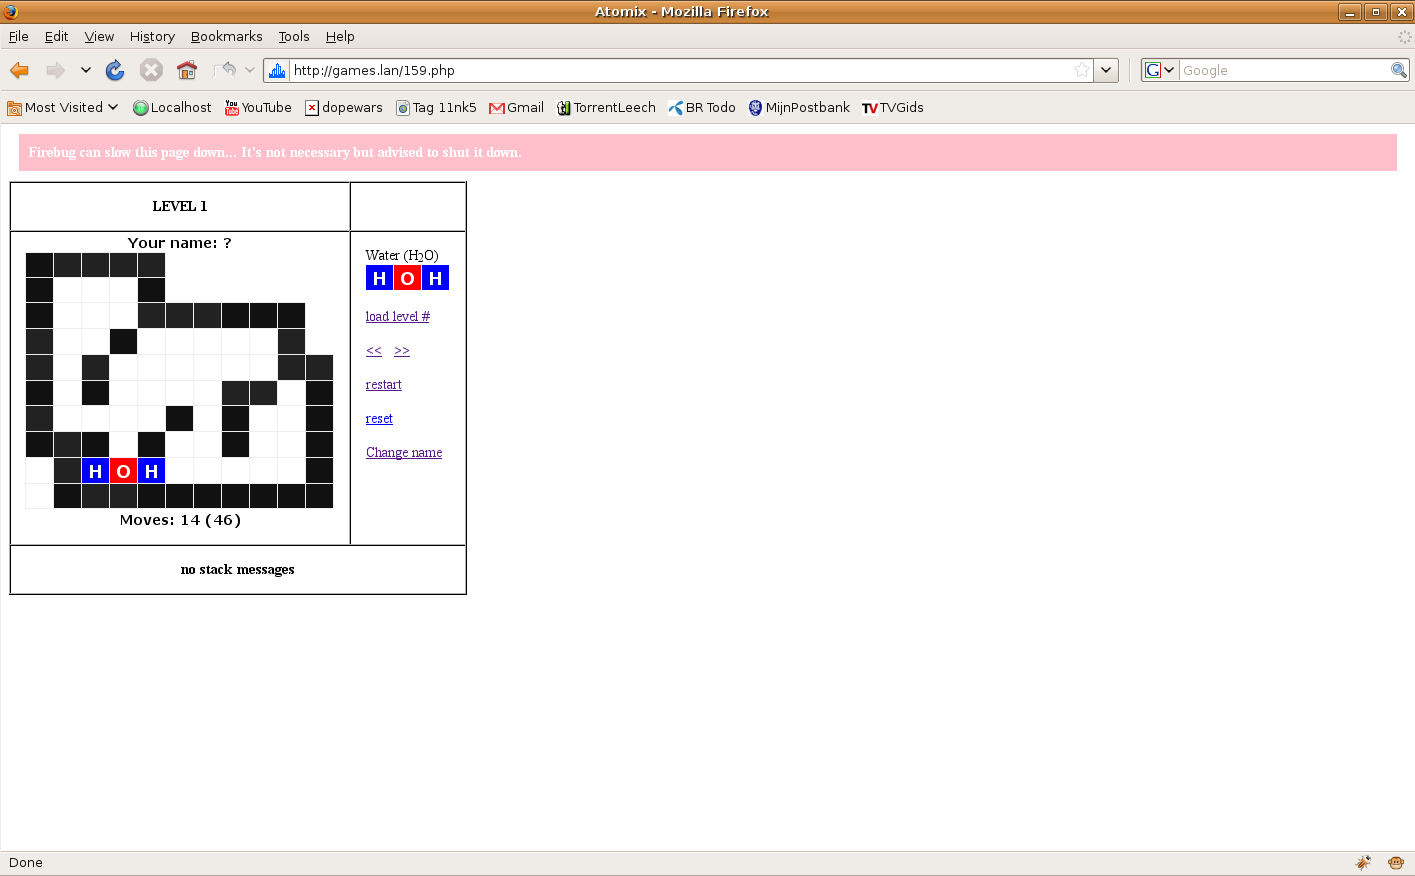 Atomix - Mozilla Firefox
File Edit View History Bookmarks Tools Help
http://games.lan/159.php
G Google
Most Visited Localhost YouTube dopewars Tag 11nk5 Gmail TorrentLeech BR Todo MijnPostbank TVGids
Firebug can slow this page down... It's not necessary but advised to shut it down.
LEVEL 1
Your name: ?
H O H
Moves: 14 (46)
Water (H₂O)
H O H
load level #
<< >>
restart
reset
Change name
no stack messages
Done